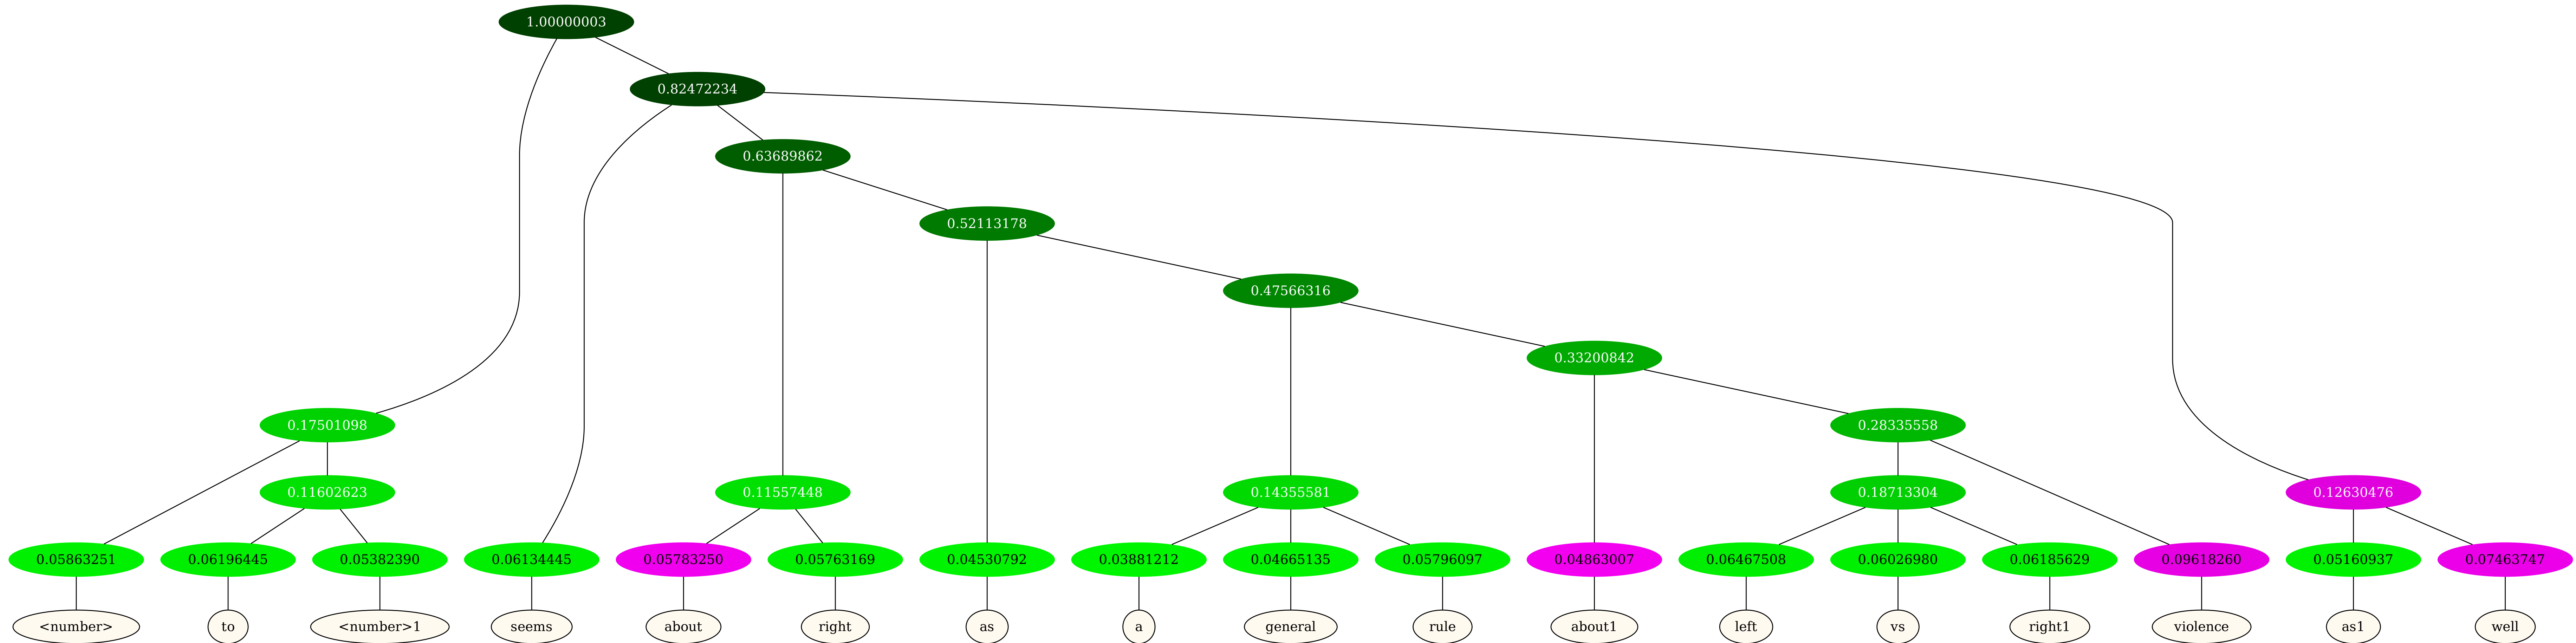 1.00000003
0.82472234
0.63689862
0.52113178
0.47566316
0.33200842
0.17501098 0.28335558
0.11602623 0.11557448 0.14355581 0.18713304 0.12630476
0.05863251 0.06196445 0.05382390 0.06134445 0.05783250 0.05763169 0.04530792 0.03881212 0.04665135 0.05796097 0.04863007 0.06467508 0.06026980 0.06185629 0.09618260 0.05160937 0.07463747
<number> to <number>1 seems about right as a general rule about1 left vs right1 violence as1 well